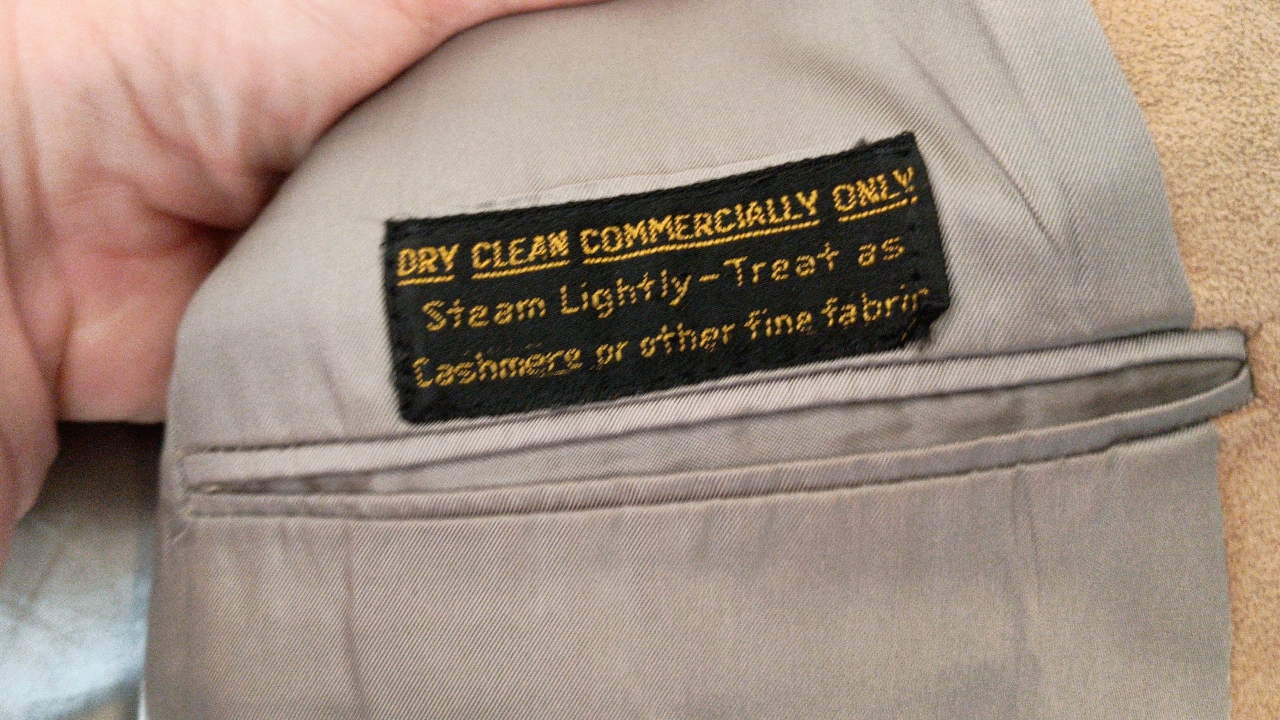 DRY CLEAN COMMERCIALLY ONLY
Steam Lightly-Treat as
Cashmere or other fine fabric